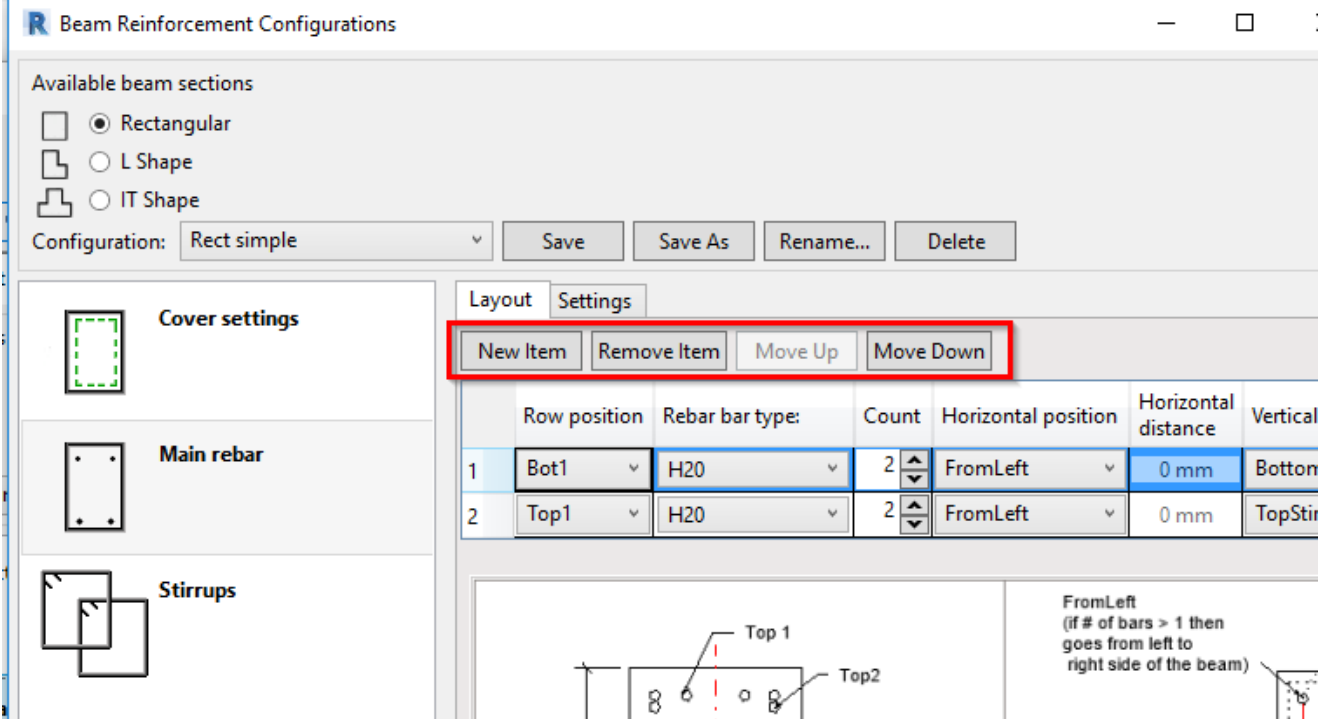 Beam Reinforcement Configurations
Available beam sections
Rectangular
L Shape
IT Shape
Configuration: Rect simple Save Save As Rename... Delete
Cover settings
Main rebar
Stirrups
Layout Settings
New Item Remove Item Move Up Move Down
Row position Rebar bar type: Count Horizontal position Horizontal distance Vertical
1 Bot1 H20 2 FromLeft 0 mm Bottom
2 Top1 H20 2 FromLeft 0 mm TopStir
Top 1
Top2
FromLeft
(if # of bars > 1 then
goes from left to
right side of the beam)